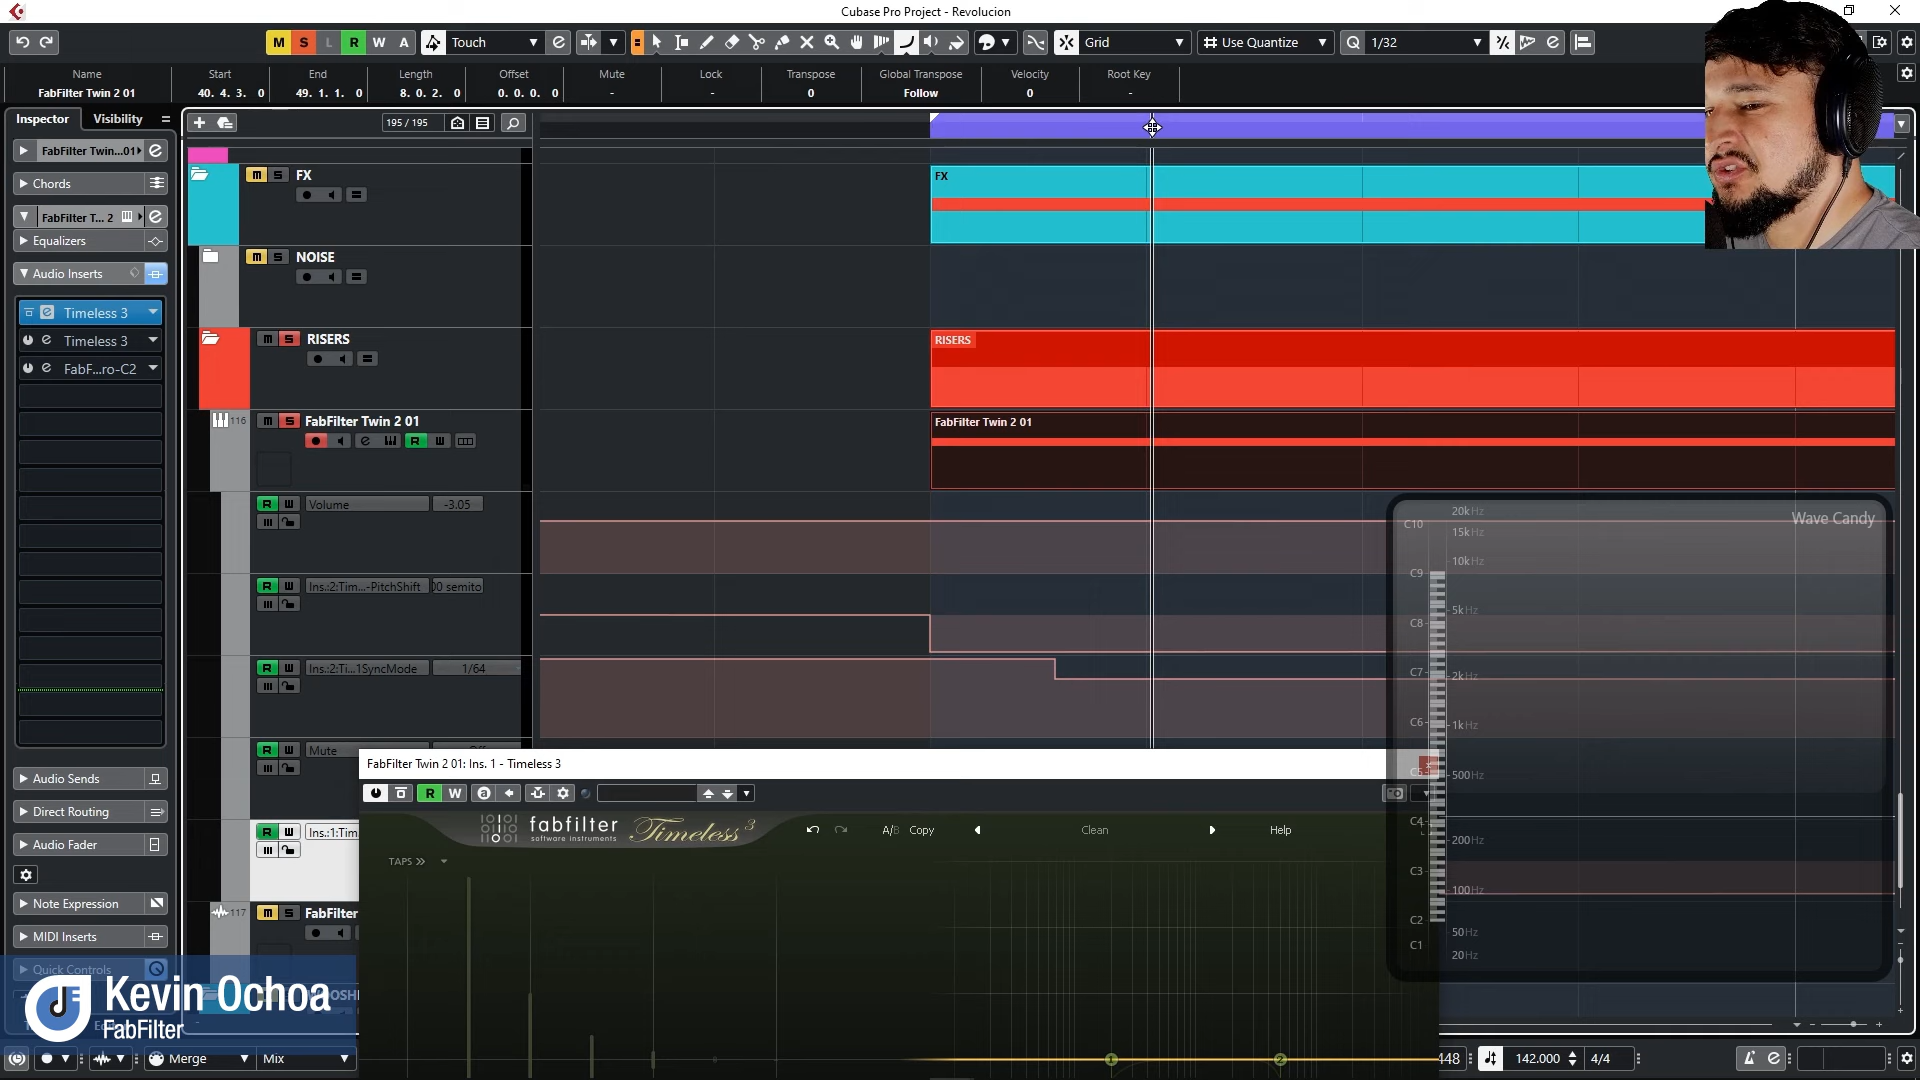 Cubase Pro Project - Revolucion
M S L R W A Touch Grid Use Quantize Q 1/32
Name Start End Length Offset Mute Lock Transpose Global Transpose Velocity Root Key
FabFilter Twin 2 01 40. 4. 3. 0 49. 1. 1. 0 8. 0. 2. 0 0. 0. 0. 0 - - 0 Follow 0 -
Inspector Visibility
195 / 195
FabFilter Twin...01
Chords
FabFilter T... 2
Equalizers
Audio Inserts
Timeless 3
Timeless 3
FabF...ro-C2
Audio Sends
Direct Routing
Audio Fader
Note Expression
MIDI Inserts
Quick Controls
m S FX
FX
m S NOISE
m S RISERS
RISERS
116 m S FabFilter Twin 2 01
FabFilter Twin 2 01
R W Volume -3.05
R W Ins.:2:Tim...-PitchShift 00 semito
R W Ins.:2:Ti...1SyncMode 1/64
R W Mute Off
R W Ins.:1:Tim
117 m S FabFilter
Wave Candy
C10 20kHz
15kHz
10kHz
C9
5kHz
C8
C7 2kHz
C6 1kHz
C5 500Hz
C4 200Hz
C3 100Hz
C2 50Hz
C1 20Hz
FabFilter Twin 2 01: Ins. 1 - Timeless 3
R W
fabfilter Timeless 3
software instruments
A/B Copy Clean Help
TAPS »
1 2
Kevin Ochoa
FabFilter
Merge Mix
448 142.000 4/4